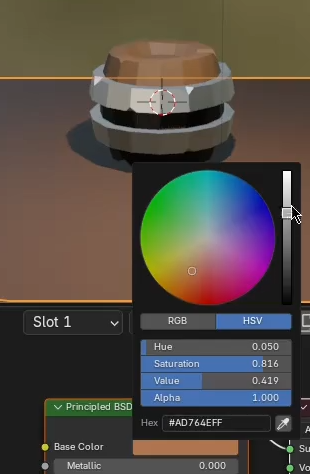 Slot 1
RGB HSV
Hue 0.050
Saturation 0.816
Value 0.419
Alpha 1.000
Hex #AD764EFF
Principled BSD
Base Color
Metallic 0.000